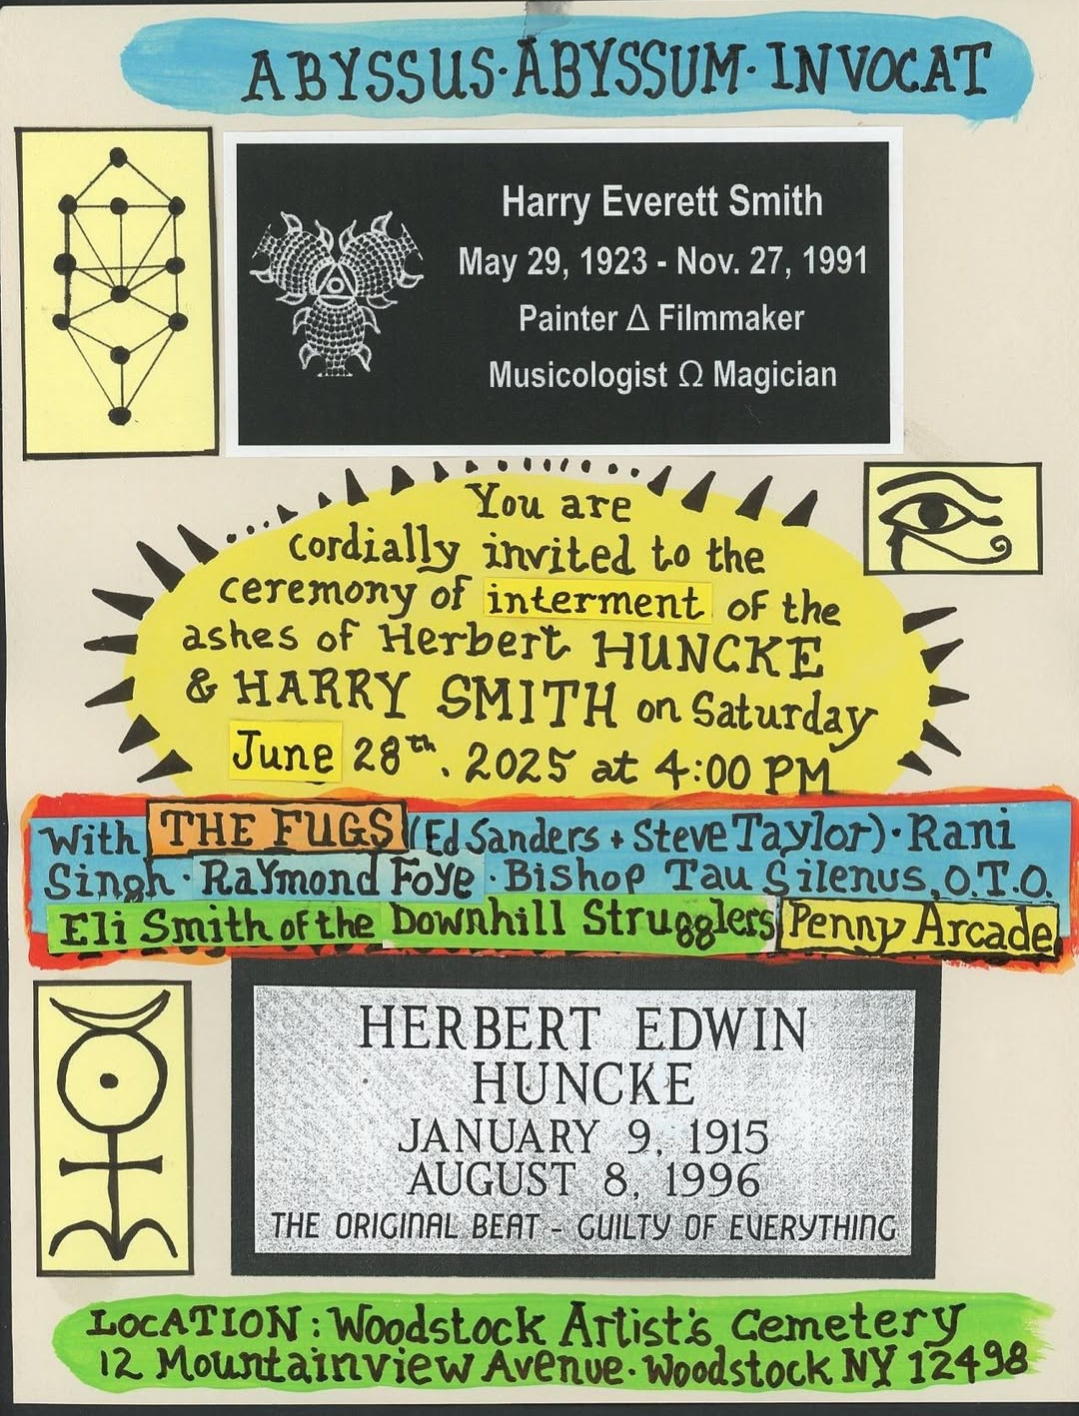 ABYSSUS·ABYSSUM·INVOCAT
Harry Everett Smith
May 29, 1923 - Nov. 27, 1991
Painter Δ Filmmaker
Musicologist Ω Magician
You are
cordially invited to the
ceremony of interment of the
ashes of Herbert HUNCKE
& HARRY SMITH on Saturday
June 28th. 2025 at 4:00 PM
With THE FUGS (Ed Sanders + Steve Taylor)·Rani
Singh·Raymond Foye·Bishop Tau Silenus, O.T.O.
Eli Smith of the Downhill Strugglers Penny Arcade
HERBERT EDWIN
HUNCKE
JANUARY 9, 1915
AUGUST 8, 1996
THE ORIGINAL BEAT - GUILTY OF EVERYTHING
LOCATION: Woodstock Artist's Cemetery
12 Mountainview Avenue·Woodstock NY 12498